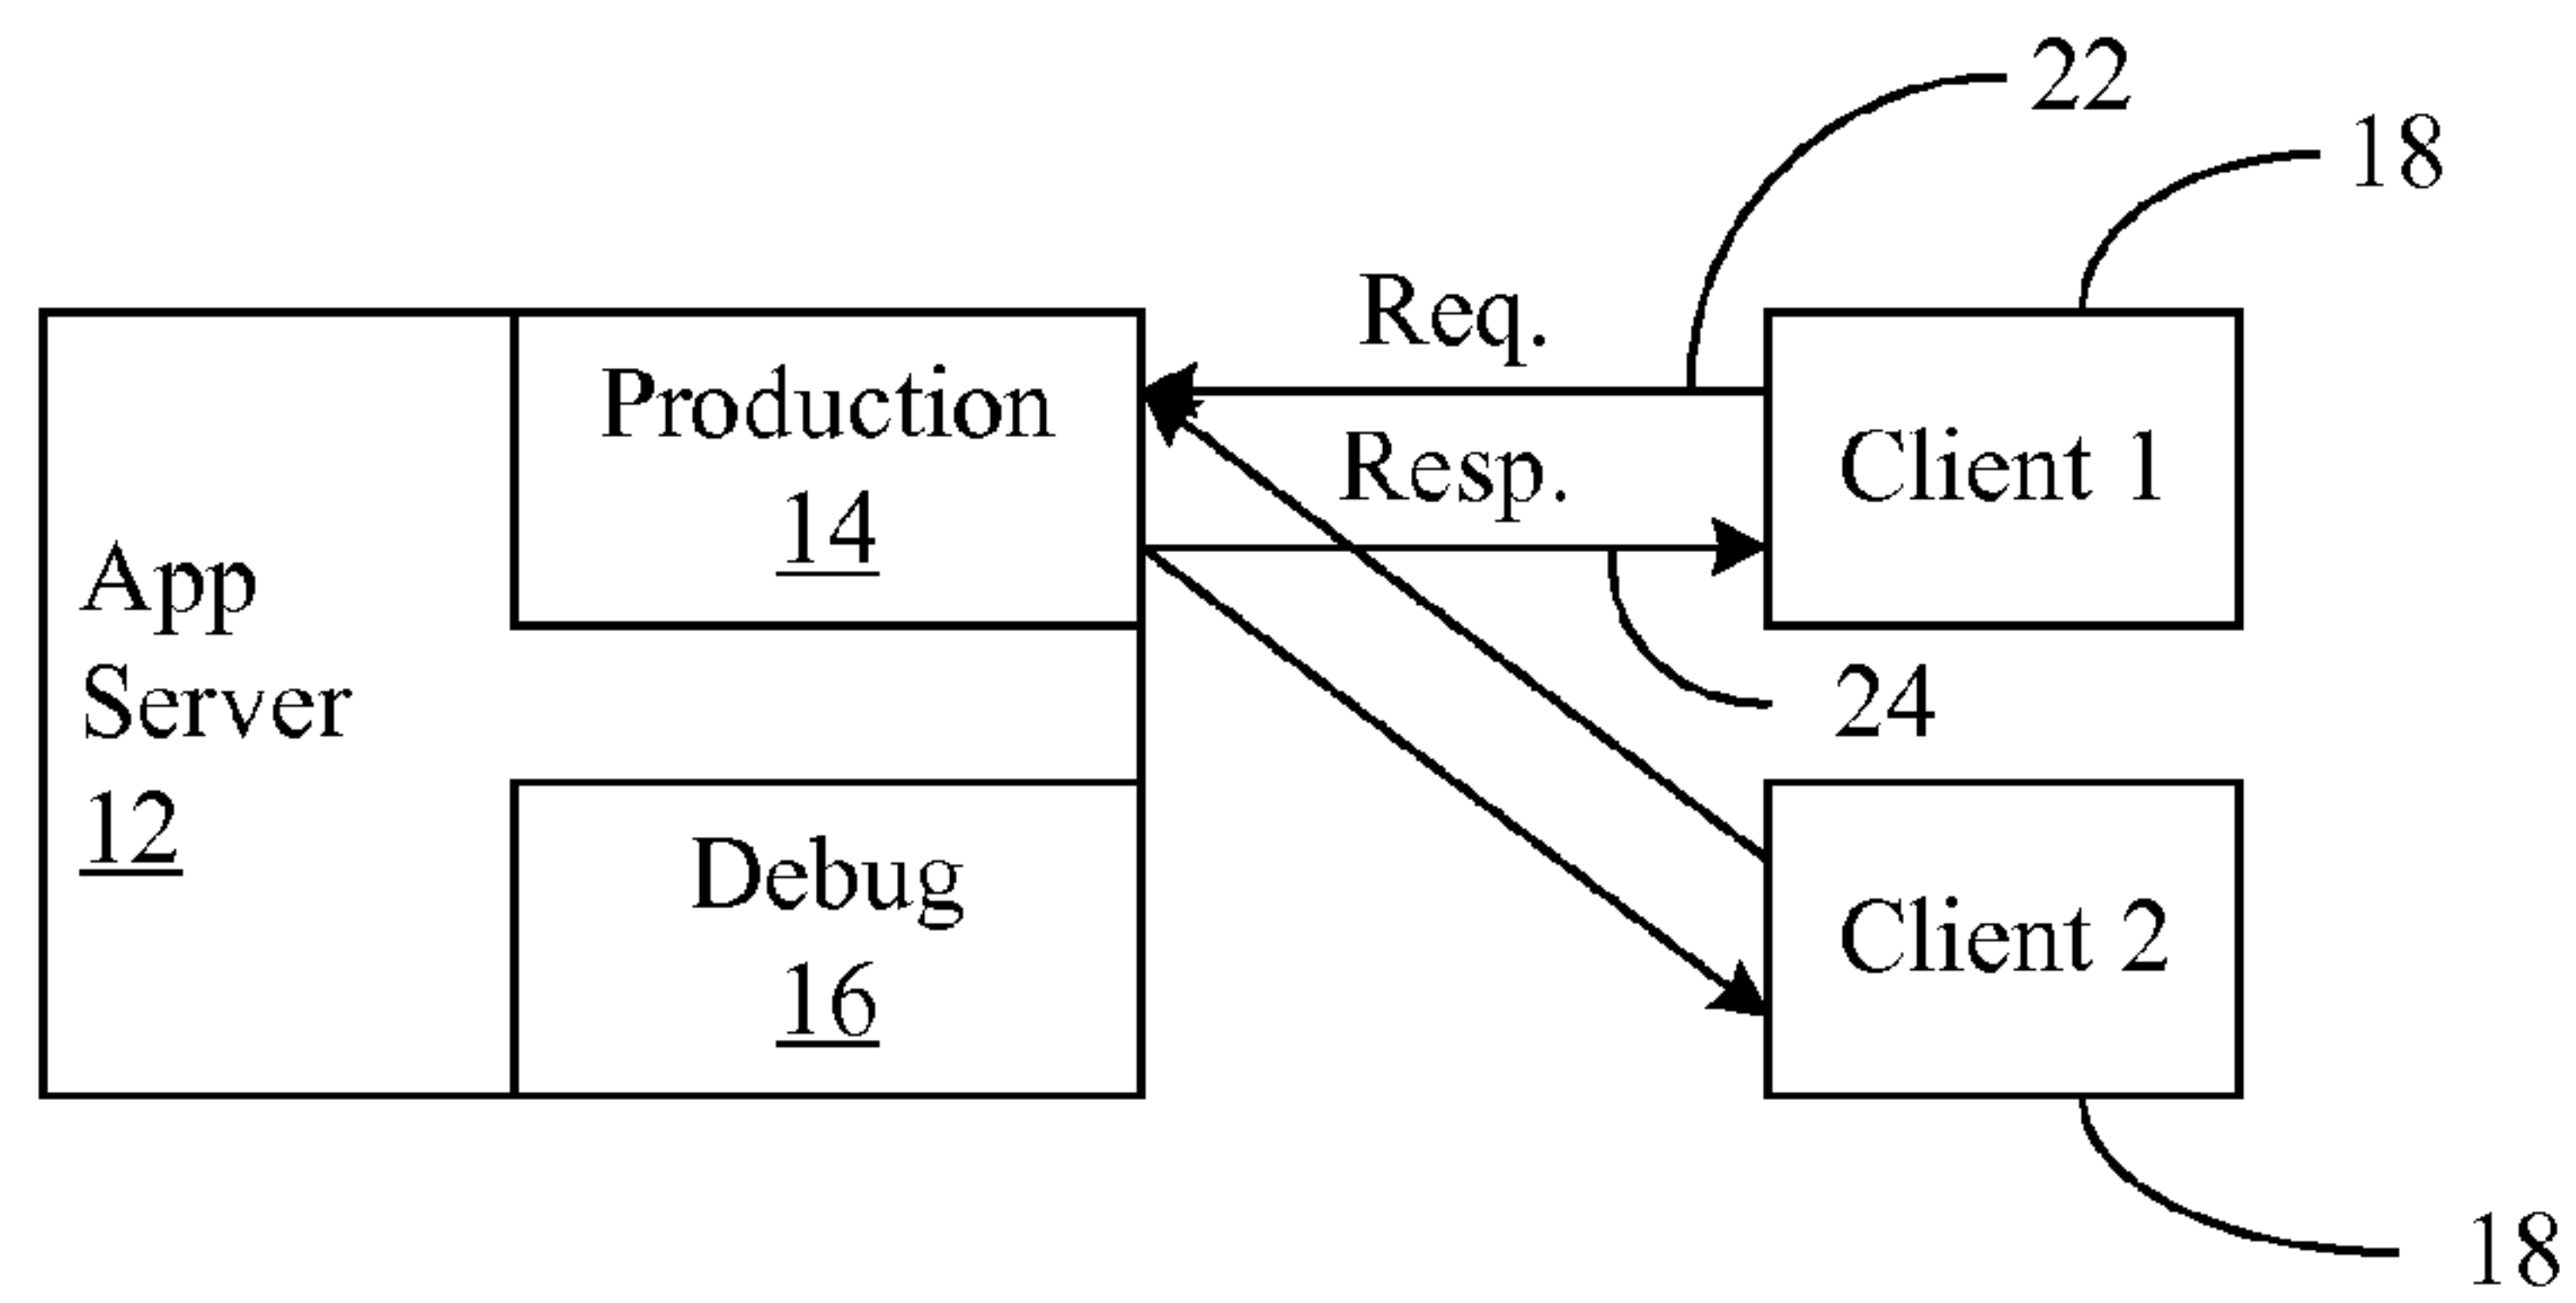 22
18
Req.
Production
14
Resp.
Client 1
App
Server
12
24
Debug
16
Client 2
18